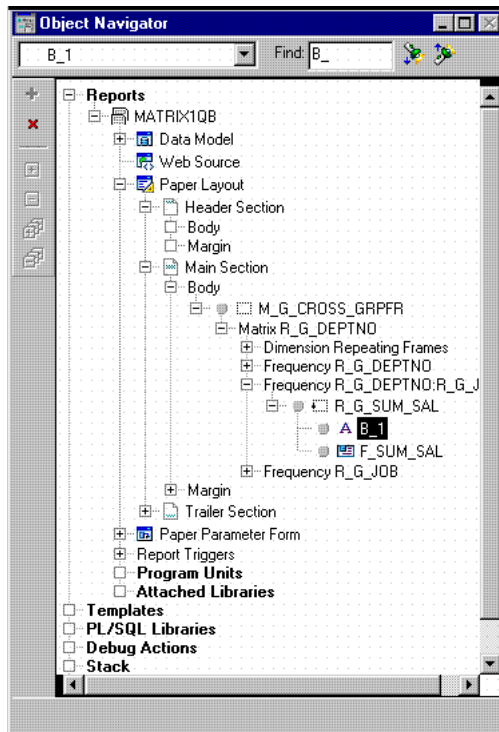 Object Navigator
B_1 Find: B_
Reports
MATRIX1QB
Data Model
Web Source
Paper Layout
Header Section
Body
Margin
Main Section
Body
M_G_CROSS_GRPFR
Matrix R_G_DEPTNO
Dimension Repeating Frames
Frequency R_G_DEPTNO
Frequency R_G_DEPTNO:R_G_J
R_G_SUM_SAL
A B_1
F_SUM_SAL
Frequency R_G_JOB
Margin
Trailer Section
Paper Parameter Form
Report Triggers
Program Units
Attached Libraries
Templates
PL/SQL Libraries
Debug Actions
Stack